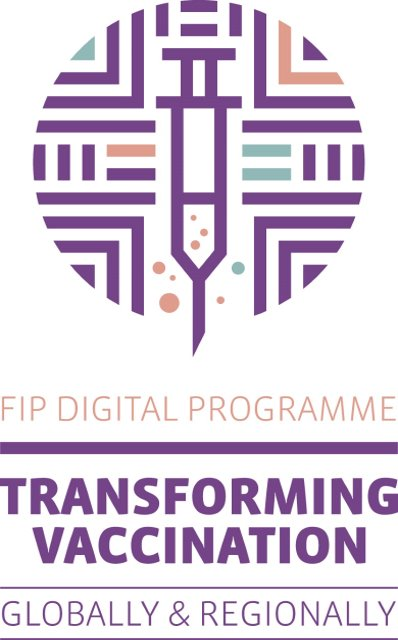 FIP DIGITAL PROGRAMME
TRANSFORMING
VACCINATION
GLOBALLY & REGIONALLY